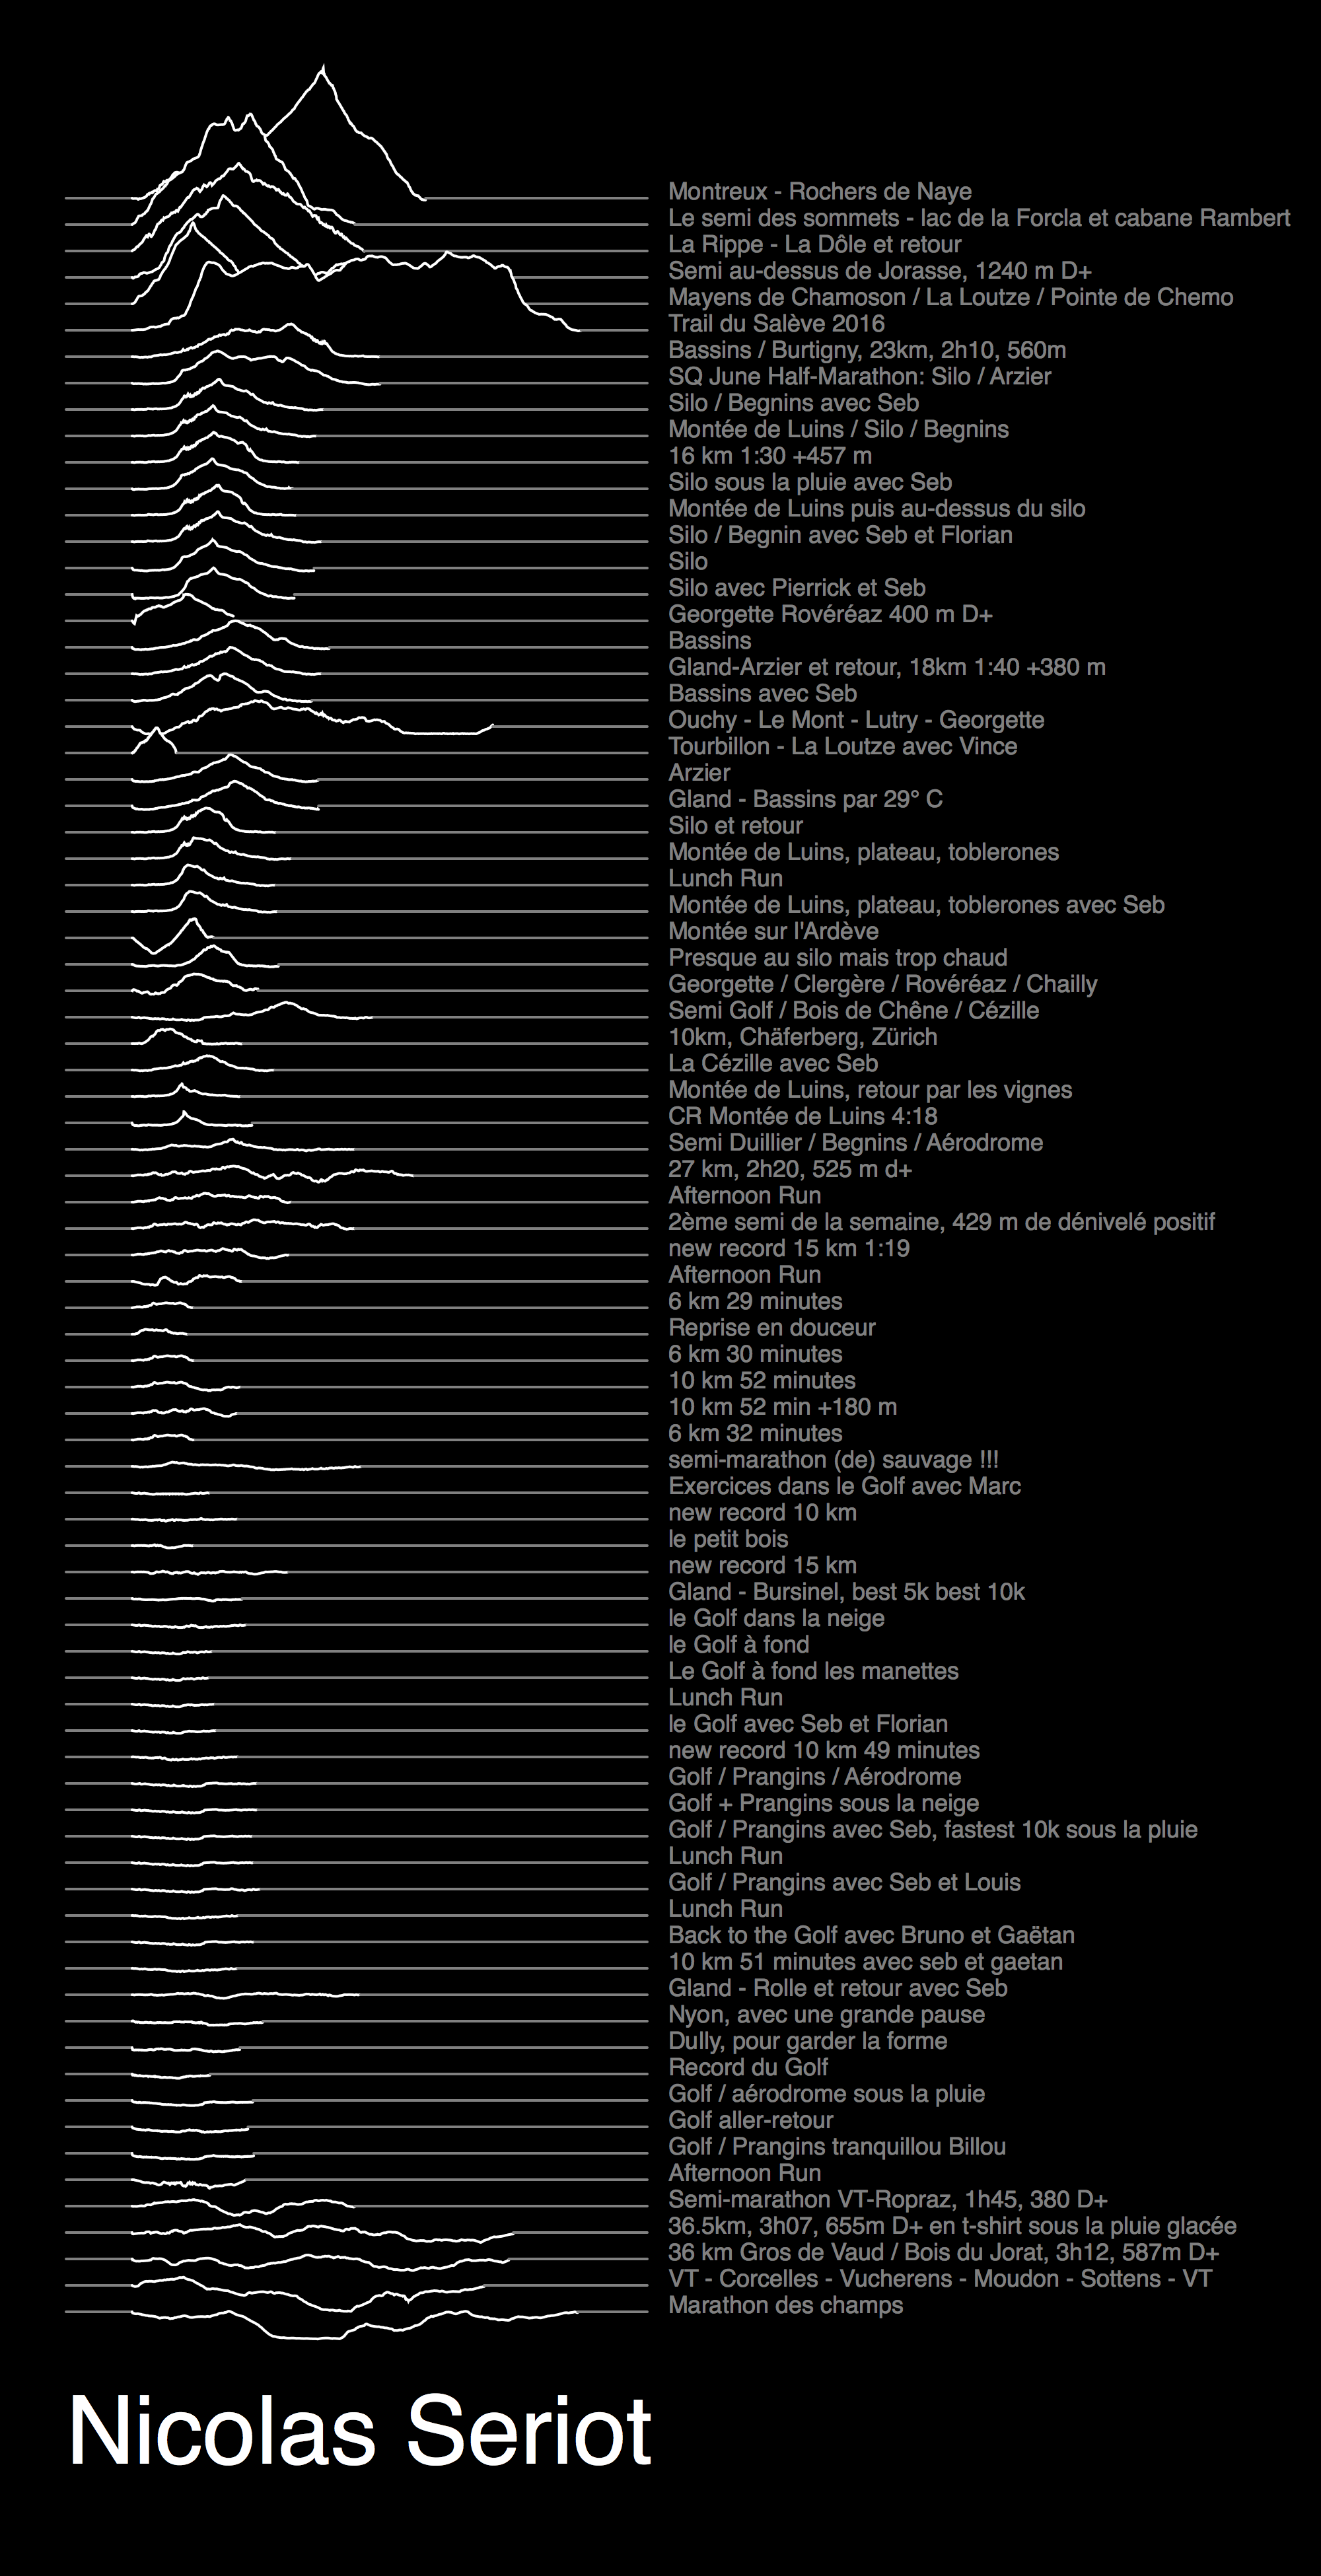 Montreux - Rochers de Naye
Le semi des sommets - lac de la Forcla et cabane Rambert
La Rippe - La Dôle et retour
Semi au-dessus de Jorasse, 1240 m D+
Mayens de Chamoson / La Loutze / Pointe de Chemo
Trail du Salève 2016
Bassins / Burtigny, 23km, 2h10, 560m
SQ June Half-Marathon: Silo / Arzier
Silo / Begnins avec Seb
Montée de Luins / Silo / Begnins
16 km 1:30 +457 m
Silo sous la pluie avec Seb
Montée de Luins puis au-dessus du silo
Silo / Begnin avec Seb et Florian
Silo
Silo avec Pierrick et Seb
Georgette Rovéréaz 400 m D+
Bassins
Gland-Arzier et retour, 18km 1:40 +380 m
Bassins avec Seb
Ouchy - Le Mont - Lutry - Georgette
Tourbillon - La Loutze avec Vince
Arzier
Gland - Bassins par 29° C
Silo et retour
Montée de Luins, plateau, toblerones
Lunch Run
Montée de Luins, plateau, toblerones avec Seb
Montée sur l'Ardève
Presque au silo mais trop chaud
Georgette / Clergère / Rovéréaz / Chailly
Semi Golf / Bois de Chêne / Cézille
10km, Chäferberg, Zürich
La Cézille avec Seb
Montée de Luins, retour par les vignes
CR Montée de Luins 4:18
Semi Duillier / Begnins / Aérodrome
27 km, 2h20, 525 m d+
Afternoon Run
2ème semi de la semaine, 429 m de dénivelé positif
new record 15 km 1:19
Afternoon Run
6 km 29 minutes
Reprise en douceur
6 km 30 minutes
10 km 52 minutes
10 km 52 min +180 m
6 km 32 minutes
semi-marathon (de) sauvage !!!
Exercices dans le Golf avec Marc
new record 10 km
le petit bois
new record 15 km
Gland - Bursinel, best 5k best 10k
le Golf dans la neige
le Golf à fond
Le Golf à fond les manettes
Lunch Run
le Golf avec Seb et Florian
new record 10 km 49 minutes
Golf / Prangins / Aérodrome
Golf + Prangins sous la neige
Golf / Prangins avec Seb, fastest 10k sous la pluie
Lunch Run
Golf / Prangins avec Seb et Louis
Lunch Run
Back to the Golf avec Bruno et Gaëtan
10 km 51 minutes avec seb et gaetan
Gland - Rolle et retour avec Seb
Nyon, avec une grande pause
Dully, pour garder la forme
Record du Golf
Golf / aérodrome sous la pluie
Golf aller-retour
Golf / Prangins tranquillou Billou
Afternoon Run
Semi-marathon VT-Ropraz, 1h45, 380 D+
36.5km, 3h07, 655m D+ en t-shirt sous la pluie glacée
36 km Gros de Vaud / Bois du Jorat, 3h12, 587m D+
VT - Corcelles - Vucherens - Moudon - Sottens - VT
Marathon des champs
Nicolas Seriot